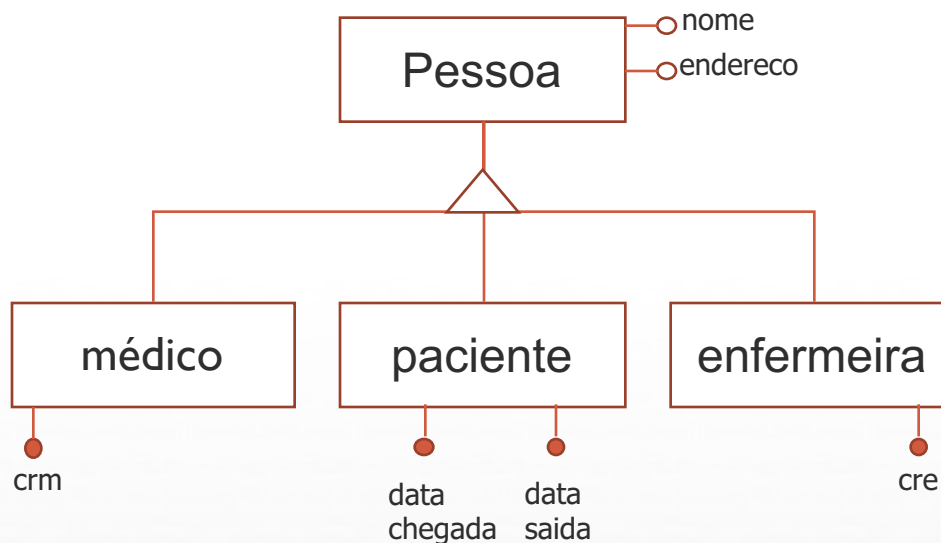 nome
Pessoa
endereco
médico
paciente
enfermeira
crm
data
chegada
data
saida
cre